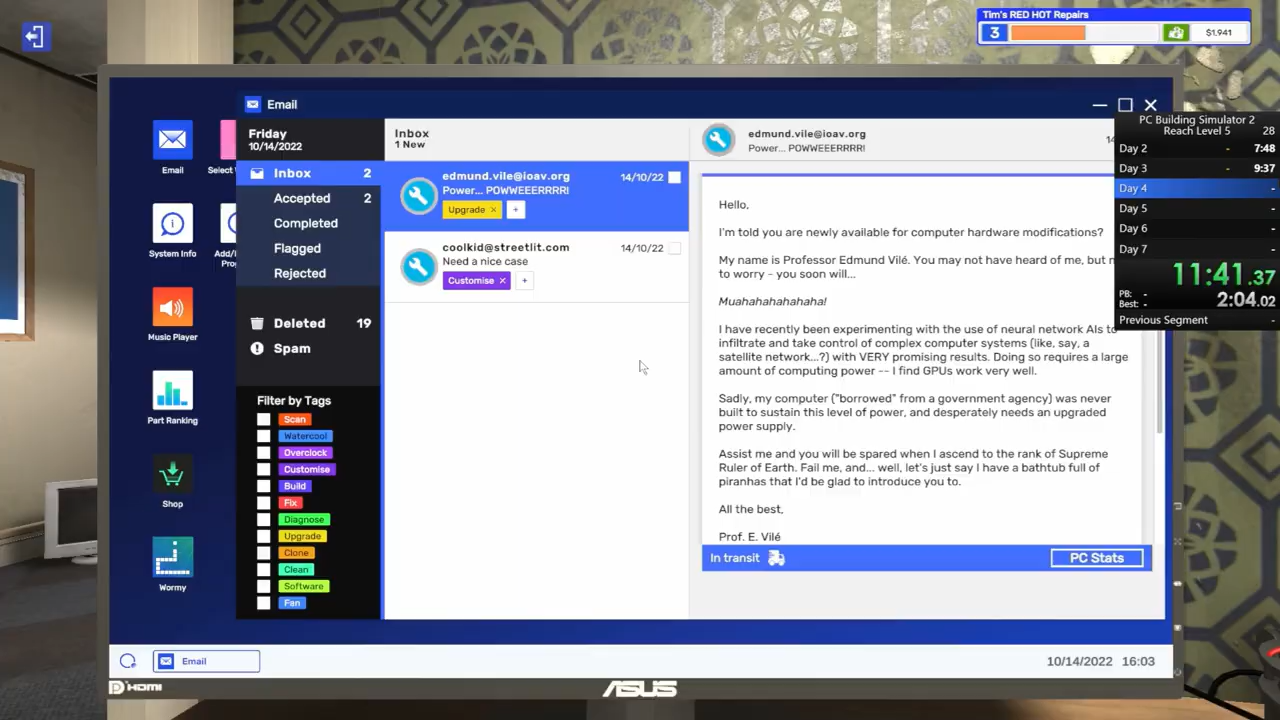 Tim's RED HOT Repairs
3
$1,941
Email
Friday
10/14/2022
Inbox
1 New
edmund.vile@ioav.org
Power... POWWEEERRRR!
14/
PC Building Simulator 2
Reach Level 5 28
Day 2 - 7:48
Day 3 - 9:37
Day 4 -
Day 5 -
Day 6 -
Day 7 -
11:41.37
PB: -
Best: - 2:04.02
Previous Segment -
Email
Select
System Info
Add/
Pro
Music Player
Part Ranking
Shop
Wormy
Inbox 2
Accepted 2
Completed
Flagged
Rejected
Deleted 19
Spam
Filter by Tags
Scan
Watercool
Overclock
Customise
Build
Fix
Diagnose
Upgrade
Clone
Clean
Software
Fan
edmund.vile@ioav.org 14/10/22
Power... POWWEEERRRR!
Upgrade × +
coolkid@streetlit.com 14/10/22
Need a nice case
Customise × +
Hello,
I'm told you are newly available for computer hardware modifications?
My name is Professor Edmund Vilé. You may not have heard of me, but n
to worry - you soon will...
Muahahahahahaha!
I have recently been experimenting with the use of neural network AIs to
infiltrate and take control of complex computer systems (like, say, a
satellite network...?) with VERY promising results. Doing so requires a large
amount of computing power -- I find GPUs work very well.
Sadly, my computer ("borrowed" from a government agency) was never
built to sustain this level of power, and desperately needs an upgraded
power supply.
Assist me and you will be spared when I ascend to the rank of Supreme
Ruler of Earth. Fail me, and... well, let's just say I have a bathtub full of
piranhas that I'd be glad to introduce you to.
All the best,
Prof. E. Vilé
In transit
PC Stats
Email
10/14/2022 16:03
HDMI
ASUS